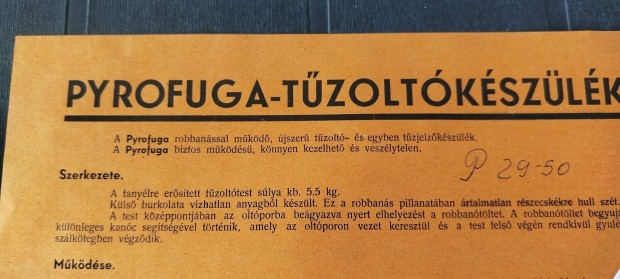 PYROFUGA-TŰZOLTÓKÉSZÜLÉK
A Pyrofuga robbanással működő, újszerű tűzoltó- és egyben tűzjelzőkészülék.
A Pyrofuga biztos működésű, könnyen kezelhető és veszélytelen.
P 29-50
Szerkezete.
A fanyélre erősített tűzoltótest súlya kb. 5.5 kg.
Külső burkolata vízhatlan anyagból készült. Ez a robbanás pillanatában ártalmatlan részecskékre hull szét.
A test középpontjában az oltóporba beágyazva nyert elhelyezést a robbanótöltet. A robbanótöltet begyuj
különleges kanóc segítségével történik, amely az oltóporon vezet keresztül és a test felső végén rendkívül gyulé
szálkötegben végződik.
Működése.